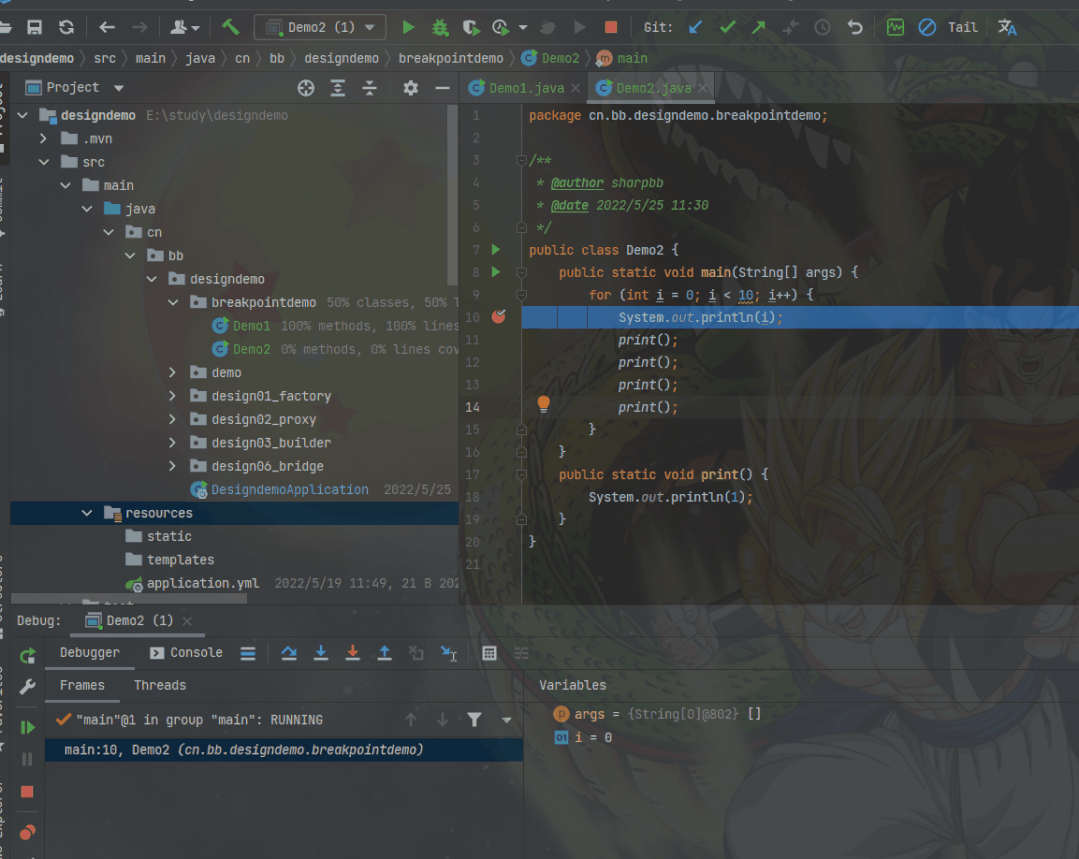 Demo2 (1)
Git:
Tail
designdemo > src > main > java > cn > bb > designdemo > breakpointdemo > Demo2 > main
Project
Demo1.java
Demo2.java
designdemo E:\study\designdemo
.mvn
src
main
java
cn
bb
designdemo
breakpointdemo 50% classes, 50% l
Demo1 100% methods, 100% lines
Demo2 0% methods, 0% lines cov
demo
design01_factory
design02_proxy
design03_builder
design06_bridge
DesigndemoApplication 2022/5/25
resources
static
templates
application.yml 2022/5/19 11:49, 21 B 202
1 package cn.bb.designdemo.breakpointdemo;
2
3 /**
4 * @author sharpbb
5 * @date 2022/5/25 11:30
6 */
7 public class Demo2 {
8 public static void main(String[] args) {
9 for (int i = 0; i < 10; i++) {
10 System.out.println(i);
11 print();
12 print();
13 print();
14 print();
15 }
16 }
17 public static void print() {
18 System.out.println(1);
19 }
20 }
21
Debug: Demo2 (1)
Debugger Console
Frames Threads
"main"@1 in group "main": RUNNING
main:10, Demo2 (cn.bb.designdemo.breakpointdemo)
Variables
args = {String[0]@802} []
i = 0